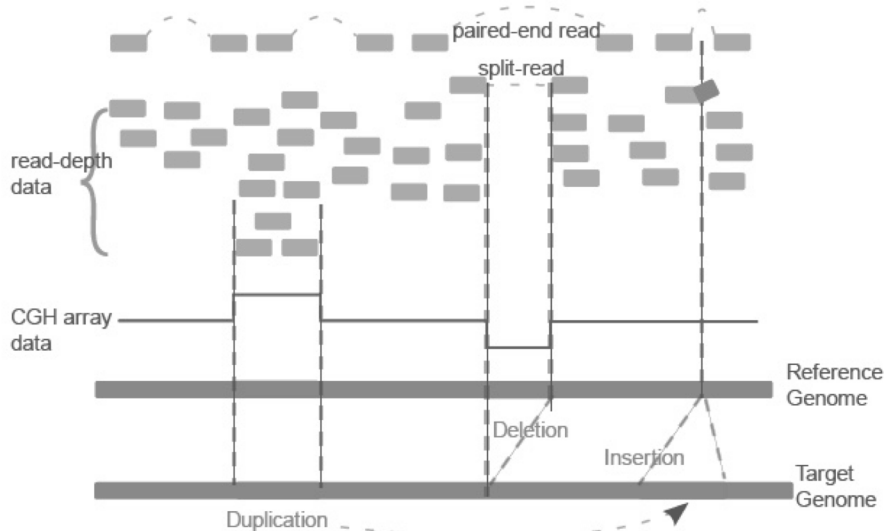 paired-end read
split-read
read-depth
data
CGH array
data
Reference
Genome
Deletion
Insertion
Target
Genome
Duplication